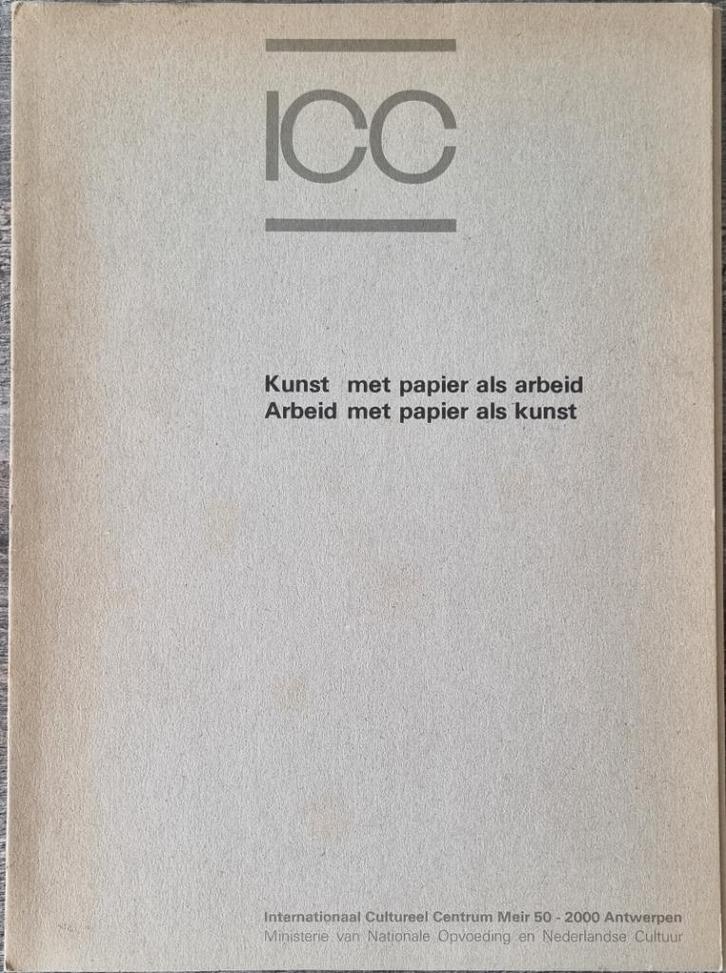 ICC
Kunst met papier als arbeid
Arbeid met papier als kunst
Internationaal Cultureel Centrum Meir 50 - 2000 Antwerpen
Ministerie van Nationale Opvoeding en Nederlandse Cultuur